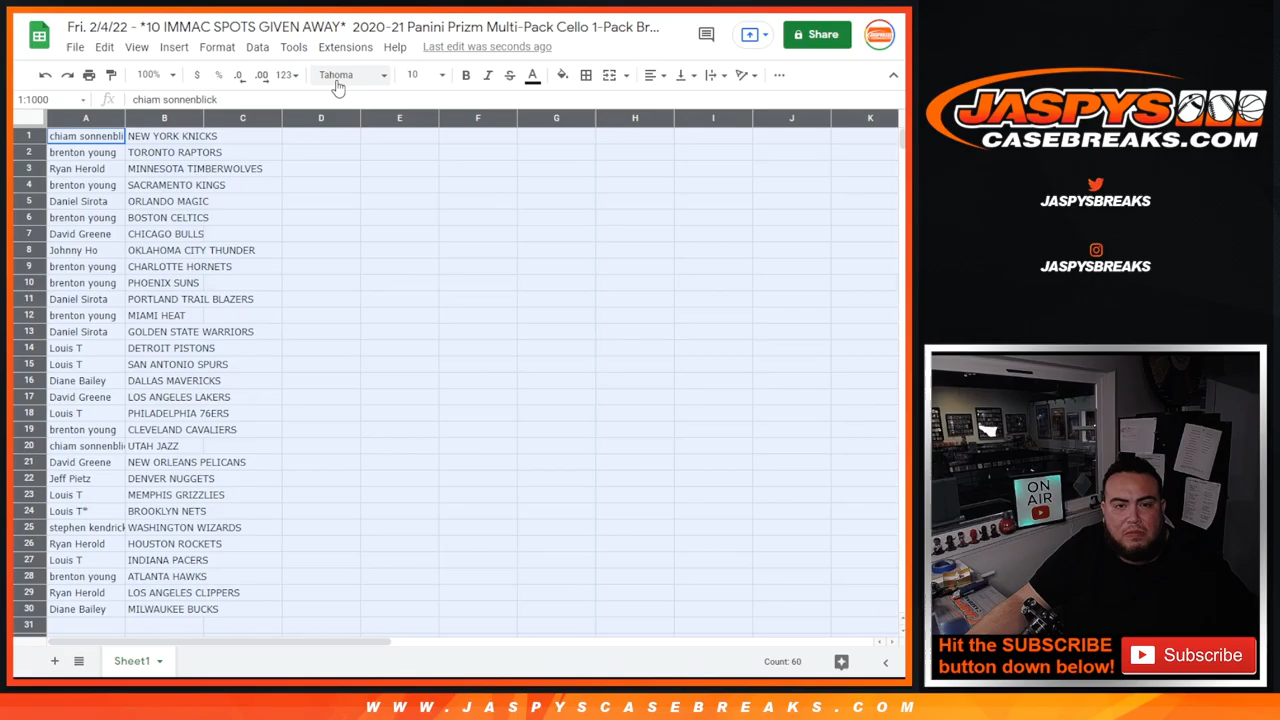 Fri. 2/4/22 - *10 IMMAC SPOTS GIVEN AWAY* 2020-21 Panini Prizm Multi-Pack Cello 1-Pack Br...
File Edit View Insert Format Data Tools Extensions Help Last edit was seconds ago
Share
100% $ % .0 .00 123 Tahoma 10 B I S A
1:1000 fx chiam sonnenblick
A B C D E F G H I J K
1 chiam sonnenbli NEW YORK KNICKS
2 brenton young TORONTO RAPTORS
3 Ryan Herold MINNESOTA TIMBERWOLVES
4 brenton young SACRAMENTO KINGS
5 Daniel Sirota ORLANDO MAGIC
6 brenton young BOSTON CELTICS
7 David Greene CHICAGO BULLS
8 Johnny Ho OKLAHOMA CITY THUNDER
9 brenton young CHARLOTTE HORNETS
10 brenton young PHOENIX SUNS
11 Daniel Sirota PORTLAND TRAIL BLAZERS
12 brenton young MIAMI HEAT
13 Daniel Sirota GOLDEN STATE WARRIORS
14 Louis T DETROIT PISTONS
15 Louis T SAN ANTONIO SPURS
16 Diane Bailey DALLAS MAVERICKS
17 David Greene LOS ANGELES LAKERS
18 Louis T PHILADELPHIA 76ERS
19 brenton young CLEVELAND CAVALIERS
20 chiam sonnenbli UTAH JAZZ
21 David Greene NEW ORLEANS PELICANS
22 Jeff Pietz DENVER NUGGETS
23 Louis T MEMPHIS GRIZZLIES
24 Louis T* BROOKLYN NETS
25 stephen kendrick WASHINGTON WIZARDS
26 Ryan Herold HOUSTON ROCKETS
27 Louis T INDIANA PACERS
28 brenton young ATLANTA HAWKS
29 Ryan Herold LOS ANGELES CLIPPERS
30 Diane Bailey MILWAUKEE BUCKS
31
Sheet1
Count: 60
JASPYS
CASEBREAKS.COM
JASPYSBREAKS
JASPYSBREAKS
ON
AIR
Hit the SUBSCRIBE
button down below!
Subscribe
WWW.JASPYSCASEBREAKS.COM